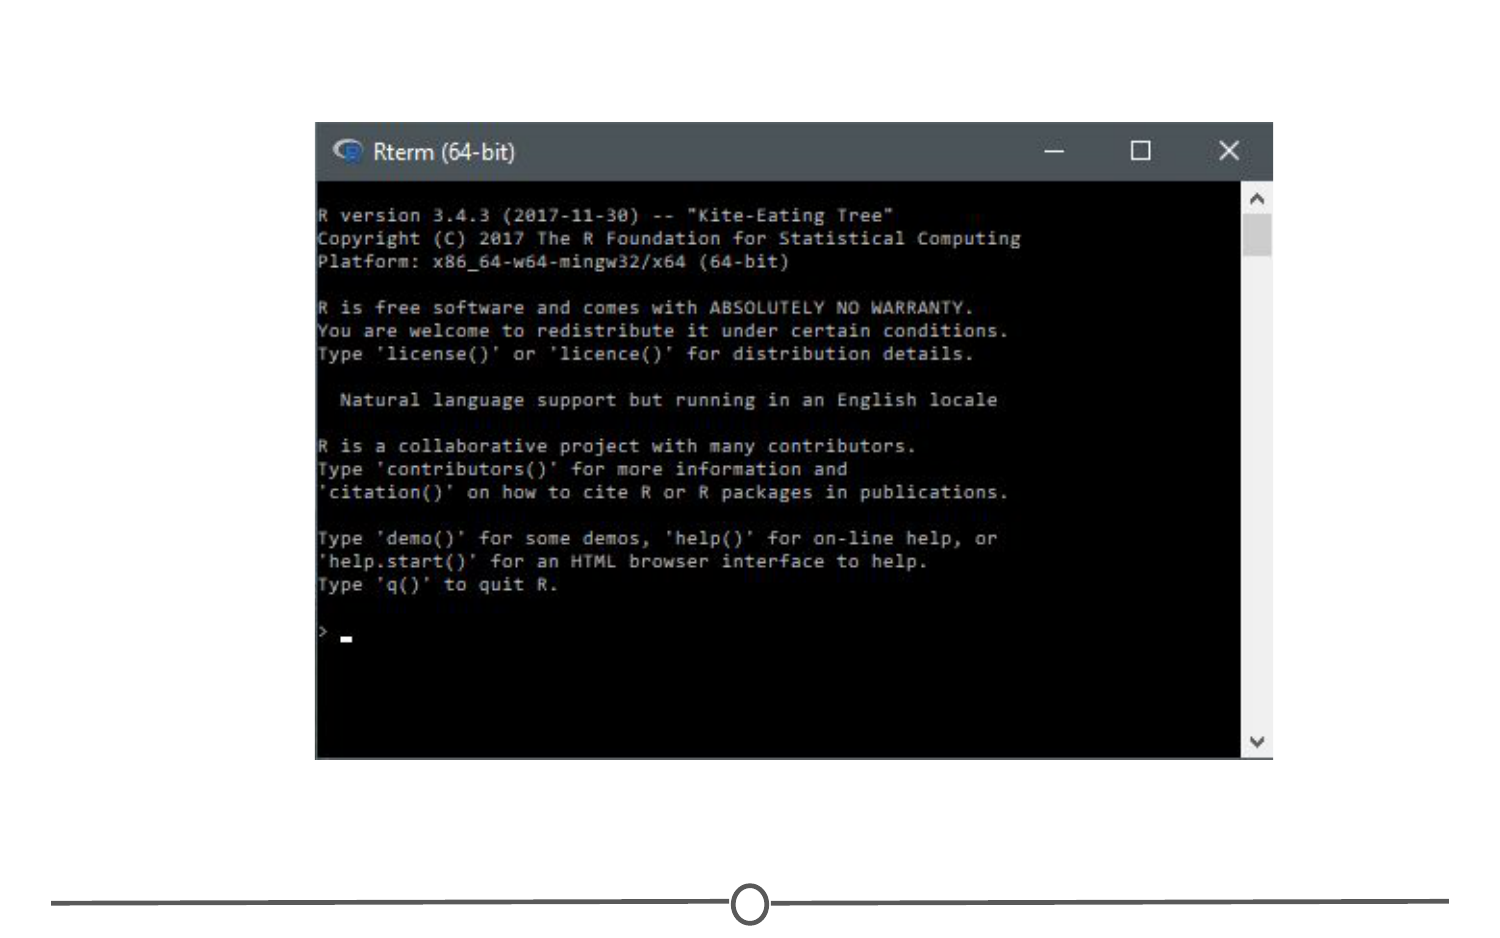 Rterm (64-bit)
R version 3.4.3 (2017-11-30) -- "Kite-Eating Tree"
Copyright (C) 2017 The R Foundation for Statistical Computing
Platform: x86_64-w64-mingw32/x64 (64-bit)
R is free software and comes with ABSOLUTELY NO WARRANTY.
You are welcome to redistribute it under certain conditions.
Type 'license()' or 'licence()' for distribution details.
Natural language support but running in an English locale
R is a collaborative project with many contributors.
Type 'contributors()' for more information and
'citation()' on how to cite R or R packages in publications.
Type 'demo()' for some demos, 'help()' for on-line help, or
'help.start()' for an HTML browser interface to help.
Type 'q()' to quit R.
> _